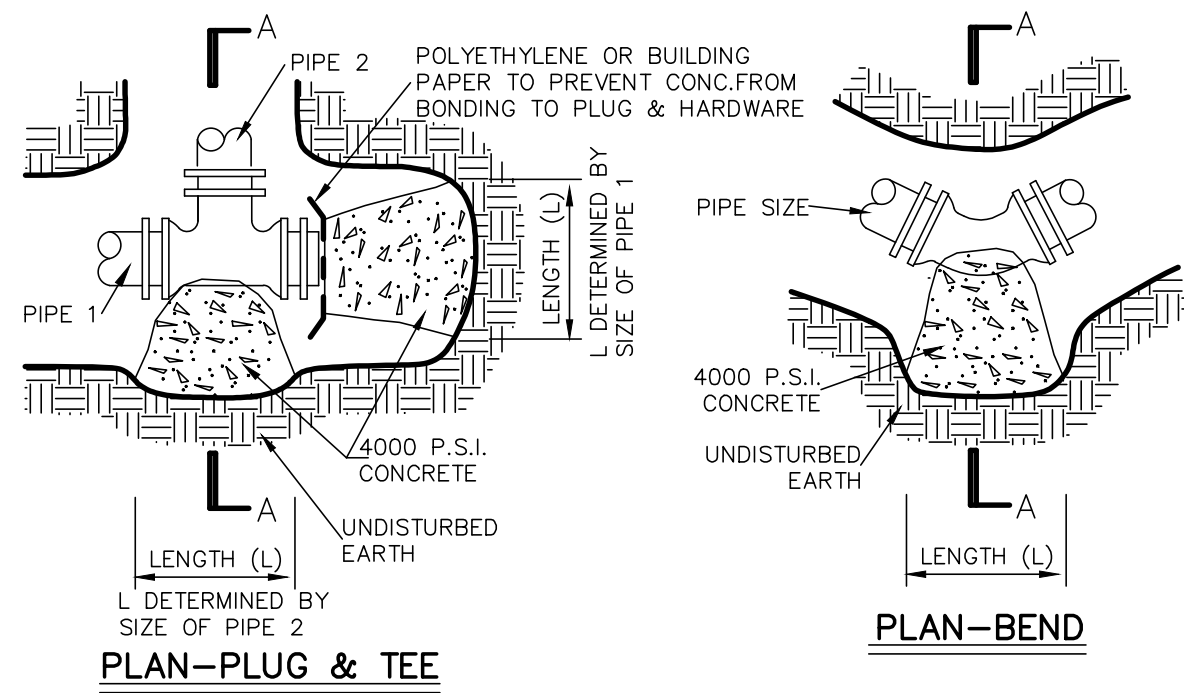 A
PIPE 2
POLYETHYLENE OR BUILDING
PAPER TO PREVENT CONC.FROM
BONDING TO PLUG & HARDWARE
PIPE 1
LENGTH (L)
L DETERMINED BY
SIZE OF PIPE 1
4000 P.S.I.
CONCRETE
A
UNDISTURBED
EARTH
LENGTH (L)
L DETERMINED BY
SIZE OF PIPE 2
PLAN-PLUG & TEE
A
PIPE SIZE
4000 P.S.I.
CONCRETE
UNDISTURBED
EARTH
A
LENGTH (L)
PLAN-BEND